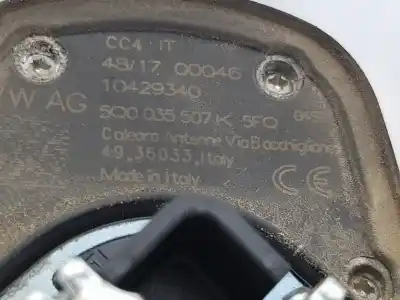 CC4 IT
48/17 00046
10429340
VW AG 5Q0 035 507 K 5FQ
Calearo Antenne Via Bacchiglione
49,36033,Italy
Made in Italy CE